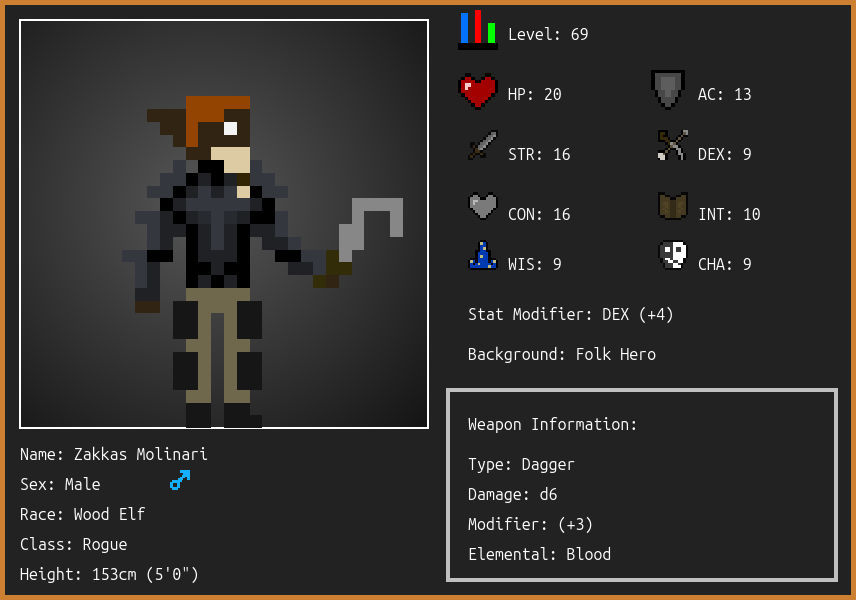 Level: 69
HP: 20
AC: 13
STR: 16
DEX: 9
CON: 16
INT: 10
WIS: 9
CHA: 9
Stat Modifier: DEX (+4)
Background: Folk Hero
Weapon Information:
Type: Dagger
Damage: d6
Modifier: (+3)
Elemental: Blood
Name: Zakkas Molinari
Sex: Male
Race: Wood Elf
Class: Rogue
Height: 153cm (5'0")